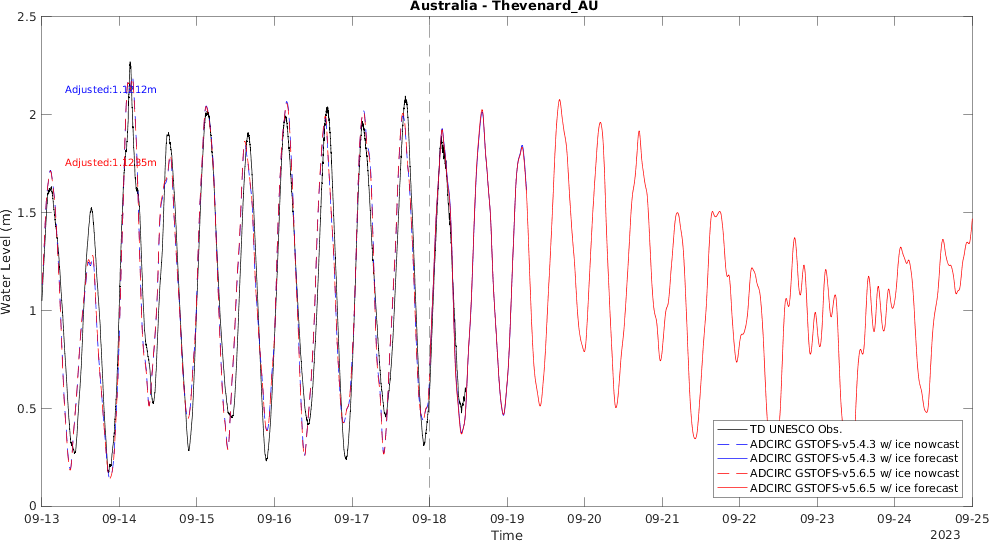 Australia - Thevenard_AU
2.5
2
1.5
1
0.5
0
Water Level (m)
Adjusted:1.1212m
Adjusted:1.1235m
TD UNESCO Obs.
ADCIRC GSTOFS-v5.4.3 w/ ice nowcast
ADCIRC GSTOFS-v5.4.3 w/ ice forecast
ADCIRC GSTOFS-v5.6.5 w/ ice nowcast
ADCIRC GSTOFS-v5.6.5 w/ ice forecast
09-13 09-14 09-15 09-16 09-17 09-18 09-19 09-20 09-21 09-22 09-23 09-24 09-25
Time
2023